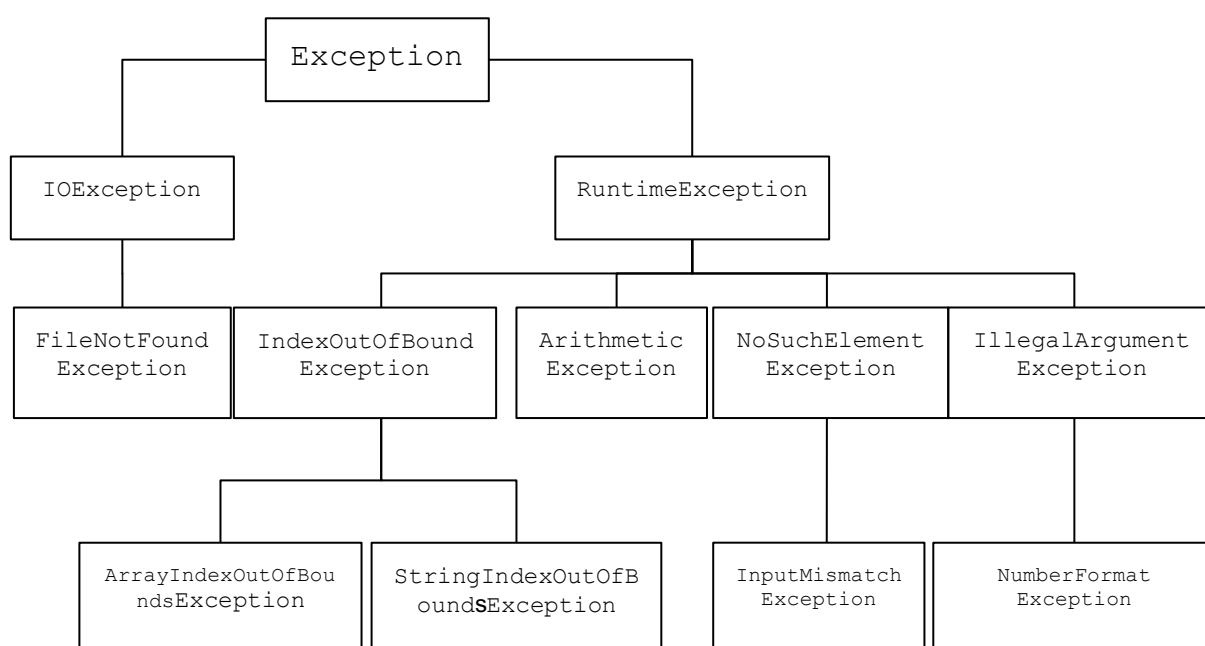 Exception
IOException
RuntimeException
FileNotFound
Exception
IndexOutOfBound
Exception
Arithmetic
Exception
NoSuchElement
Exception
IllegalArgument
Exception
ArrayIndexOutOfBou
ndsException
StringIndexOutOfB
oundsException
InputMismatch
Exception
NumberFormat
Exception